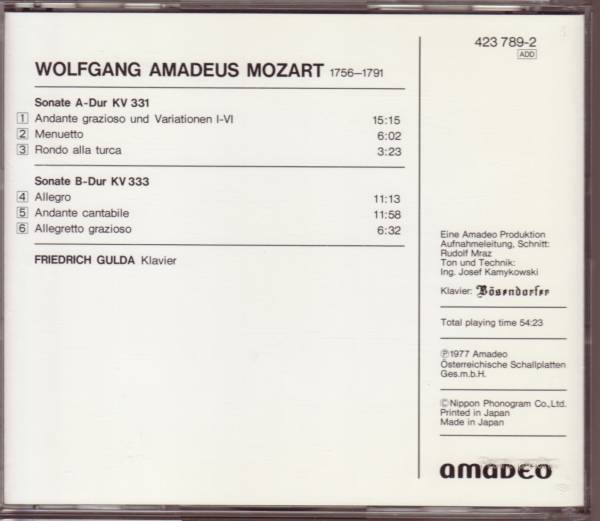 WOLFGANG AMADEUS MOZART 1756–1791
Sonate A-Dur KV 331
1 Andante grazioso und Variationen I-VI 15:15
2 Menuetto 6:02
3 Rondo alla turca 3:23
Sonate B-Dur KV 333
4 Allegro 11:13
5 Andante cantabile 11:58
6 Allegretto grazioso 6:32
FRIEDRICH GULDA Klavier
423 789-2
ADD
Eine Amadeo Produktion
Aufnahmeleitung, Schnitt:
Rudolf Mraz
Ton und Technik:
Ing. Josef Kamykowski
Klavier: Bösendorfer
Total playing time 54:23
Ⓟ1977 Amadeo
Österreichische Schallplatten
Ges.m.b.H.
©Nippon Phonogram Co.,Ltd.
Printed in Japan
Made in Japan
amadeo